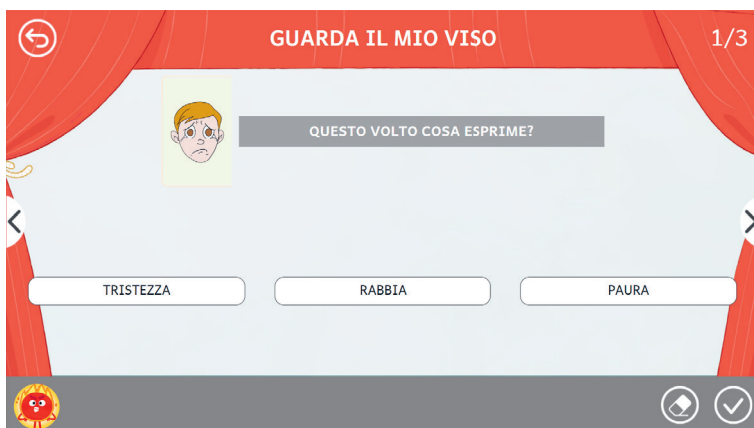 GUARDA IL MIO VISO
1/3
QUESTO VOLTO COSA ESPRIME?
TRISTEZZA
RABBIA
PAURA